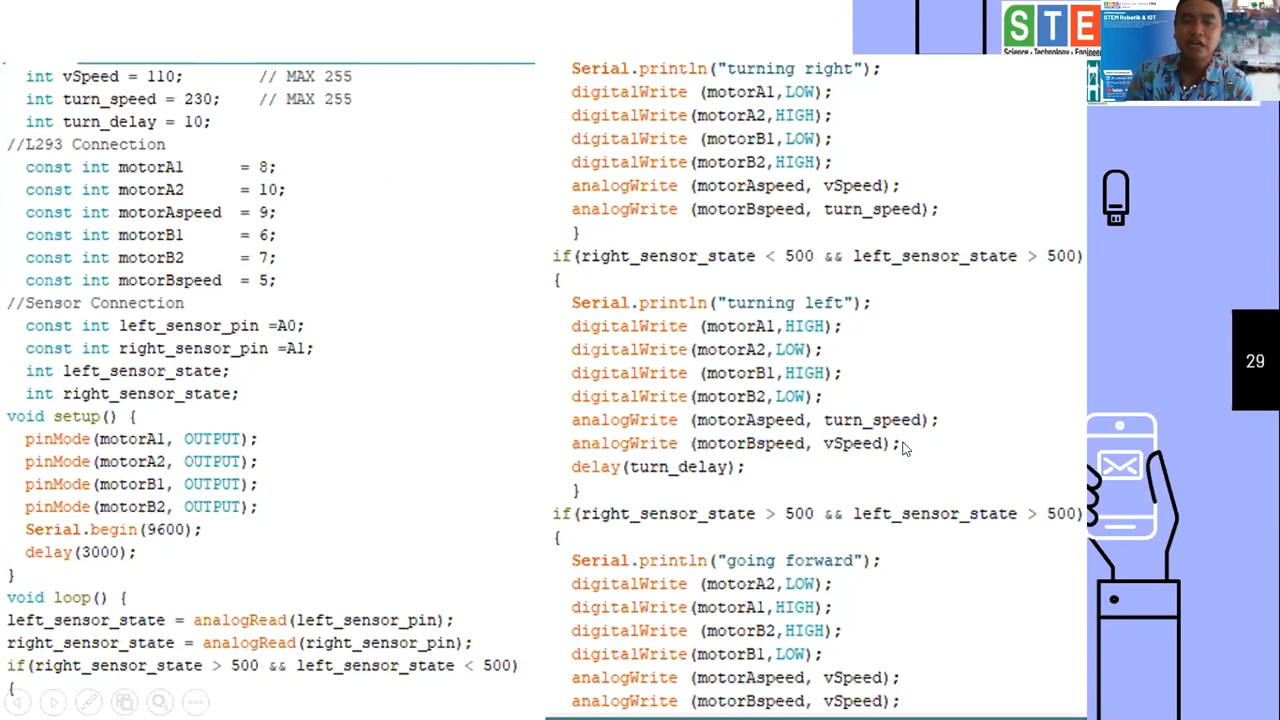 int vSpeed = 110; // MAX 255
int turn_speed = 230; // MAX 255
int turn_delay = 10;
//L293 Connection
const int motorA1 = 8;
const int motorA2 = 10;
const int motorAspeed = 9;
const int motorB1 = 6;
const int motorB2 = 7;
const int motorBspeed = 5;
//Sensor Connection
const int left_sensor_pin =A0;
const int right_sensor_pin =A1;
int left_sensor_state;
int right_sensor_state;
void setup() {
pinMode(motorA1, OUTPUT);
pinMode(motorA2, OUTPUT);
pinMode(motorB1, OUTPUT);
pinMode(motorB2, OUTPUT);
Serial.begin(9600);
delay(3000);
}
void loop() {
left_sensor_state = analogRead(left_sensor_pin);
right_sensor_state = analogRead(right_sensor_pin);
if(right_sensor_state > 500 && left_sensor_state < 500)
{
Serial.println("turning right");
digitalWrite (motorA1,LOW);
digitalWrite(motorA2,HIGH);
digitalWrite (motorB1,LOW);
digitalWrite(motorB2,HIGH);
analogWrite (motorAspeed, vSpeed);
analogWrite (motorBspeed, turn_speed);
}
if(right_sensor_state < 500 && left_sensor_state > 500)
{
Serial.println("turning left");
digitalWrite (motorA1,HIGH);
digitalWrite(motorA2,LOW);
digitalWrite (motorB1,HIGH);
digitalWrite(motorB2,LOW);
analogWrite (motorAspeed, turn_speed);
analogWrite (motorBspeed, vSpeed);
delay(turn_delay);
}
if(right_sensor_state > 500 && left_sensor_state > 500)
{
Serial.println("going forward");
digitalWrite (motorA2,LOW);
digitalWrite(motorA1,HIGH);
digitalWrite (motorB2,HIGH);
digitalWrite(motorB1,LOW);
analogWrite (motorAspeed, vSpeed);
analogWrite (motorBspeed, vSpeed);
STE
Science - Technology - Engineer
STEM Robotik & IOT
29